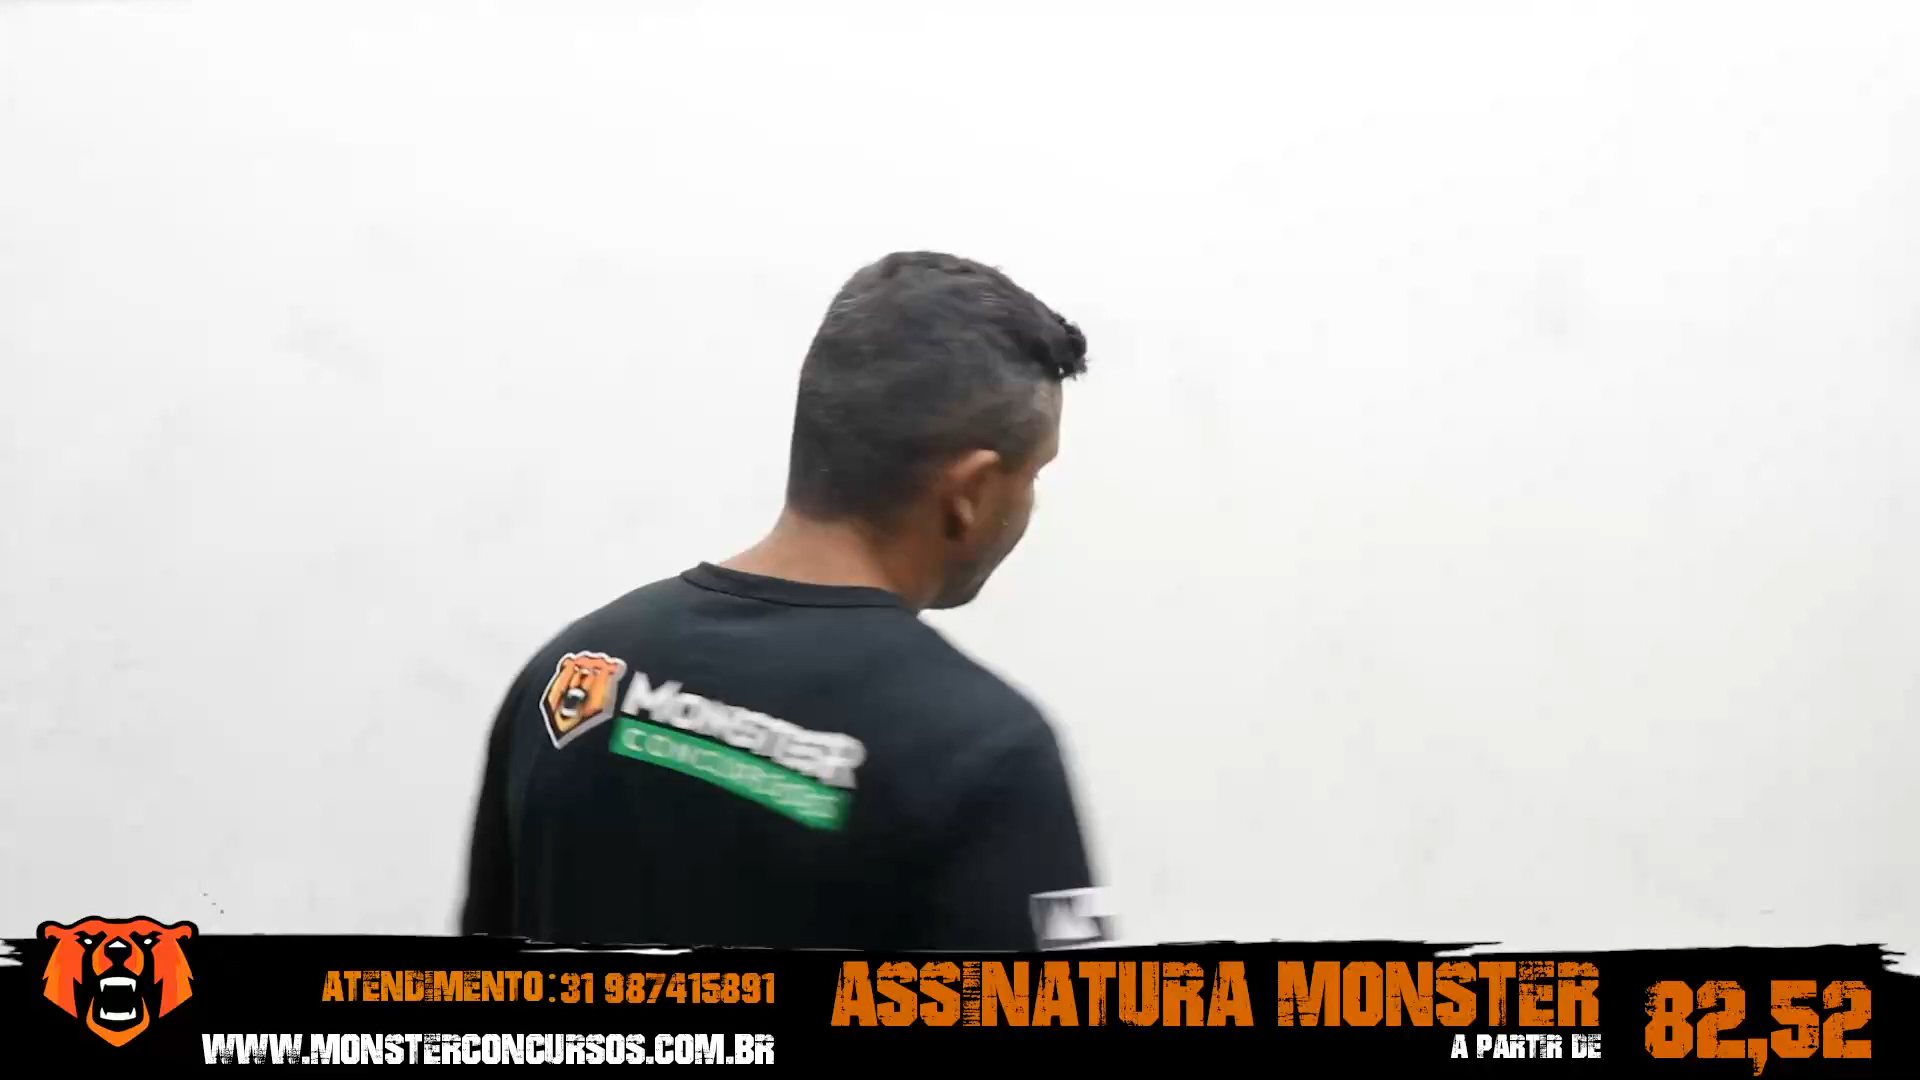 MONSTER
CONCURSOS
ATENDIMENTO:31 987415891
WWW.MONSTERCONCURSOS.COM.BR
ASSINATURA MONSTER
A PARTIR DE
82,52